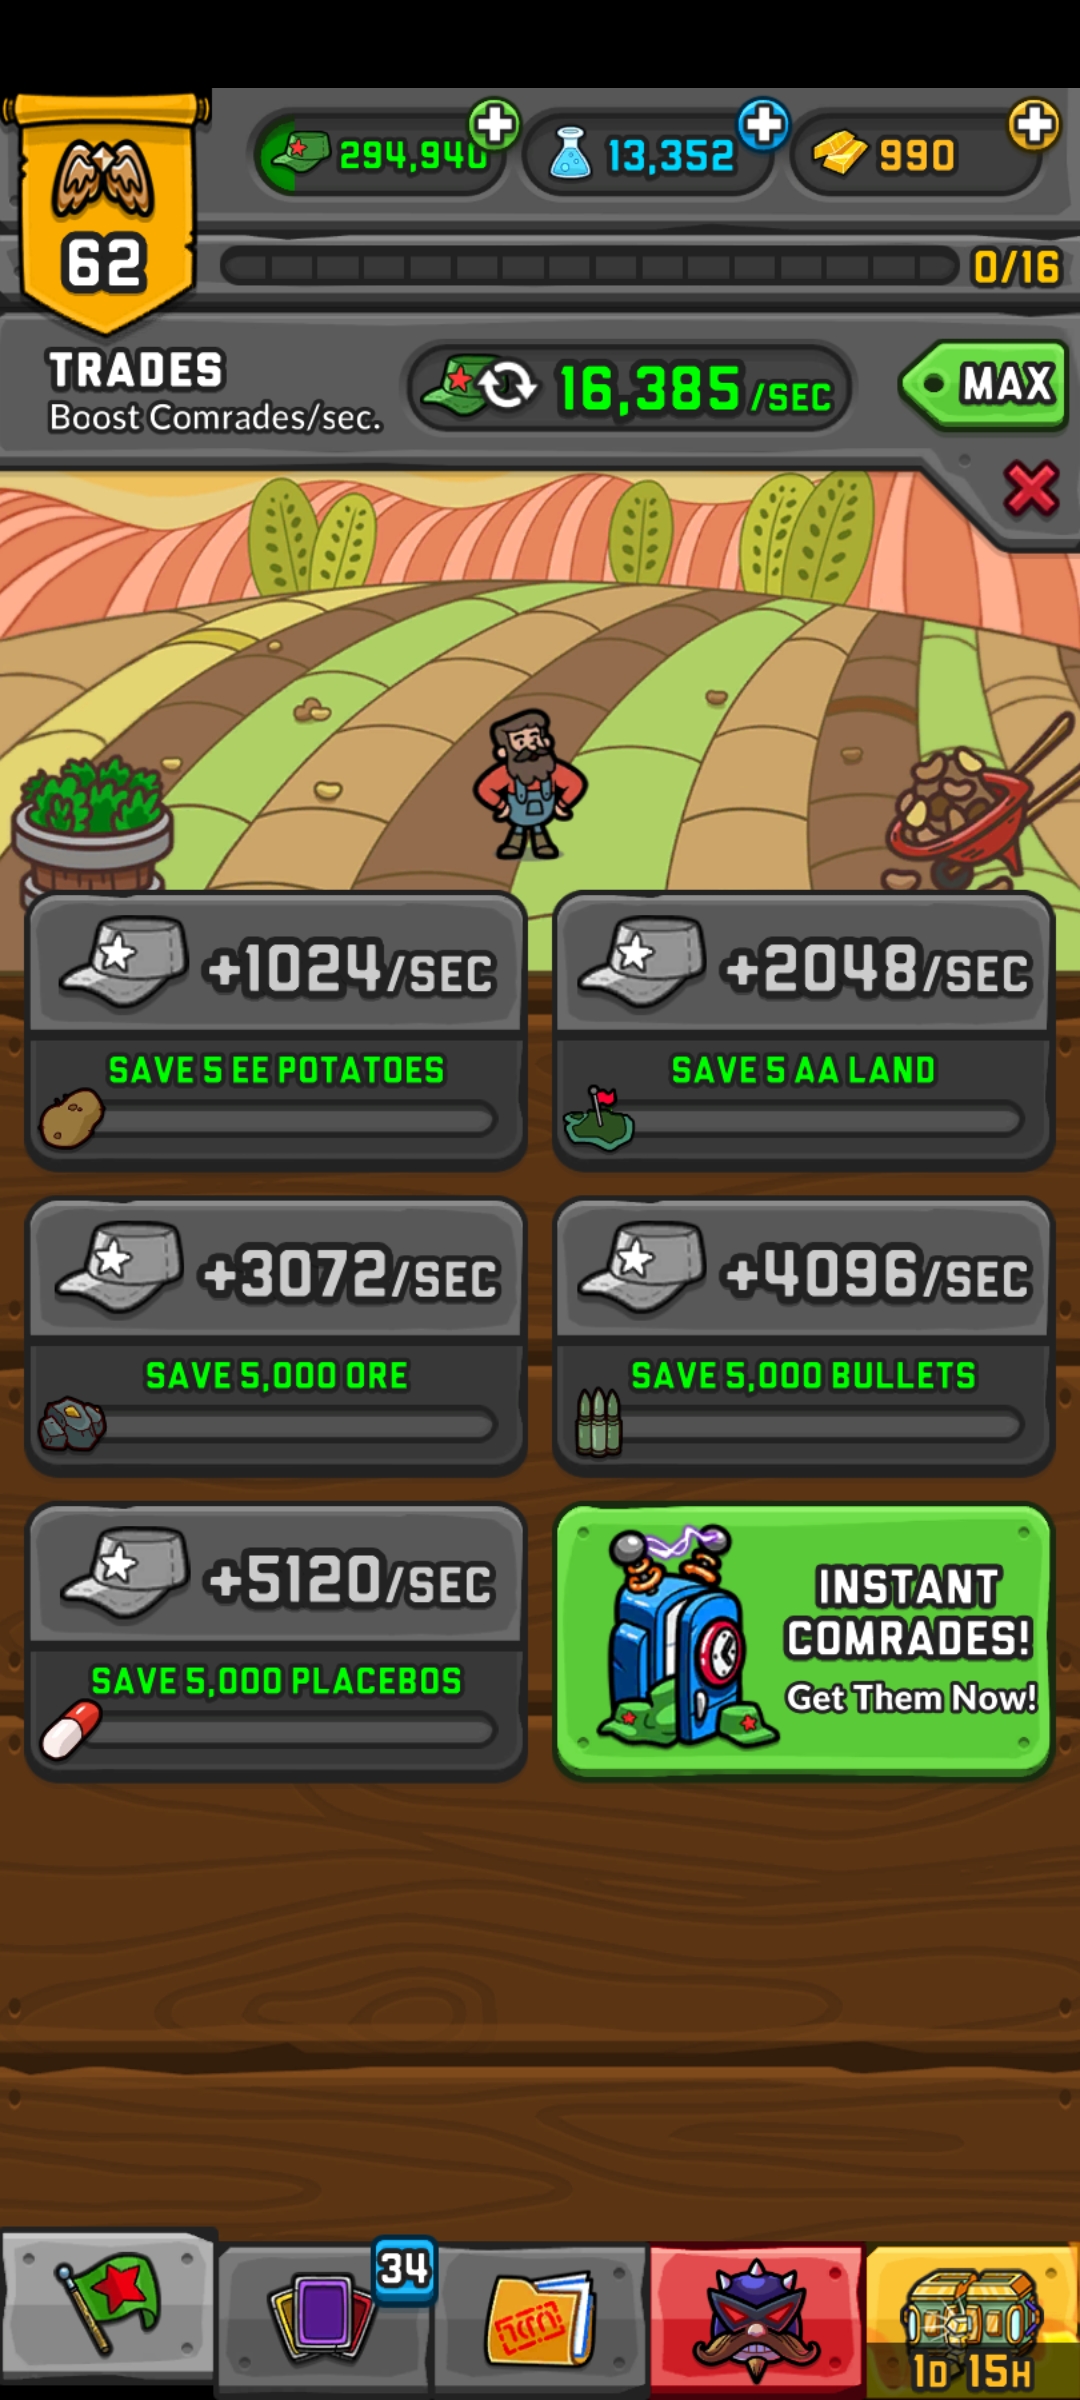 294,940
13,352
990
62
0/16
TRADES
Boost Comrades/sec.
16,385/SEC
MAX
+1024/SEC
SAVE 5 EE POTATOES
+2048/SEC
SAVE 5 AA LAND
+3072/SEC
SAVE 5,000 ORE
+4096/SEC
SAVE 5,000 BULLETS
+5120/SEC
SAVE 5,000 PLACEBOS
INSTANT
COMRADES!
Get Them Now!
34
1D 15H